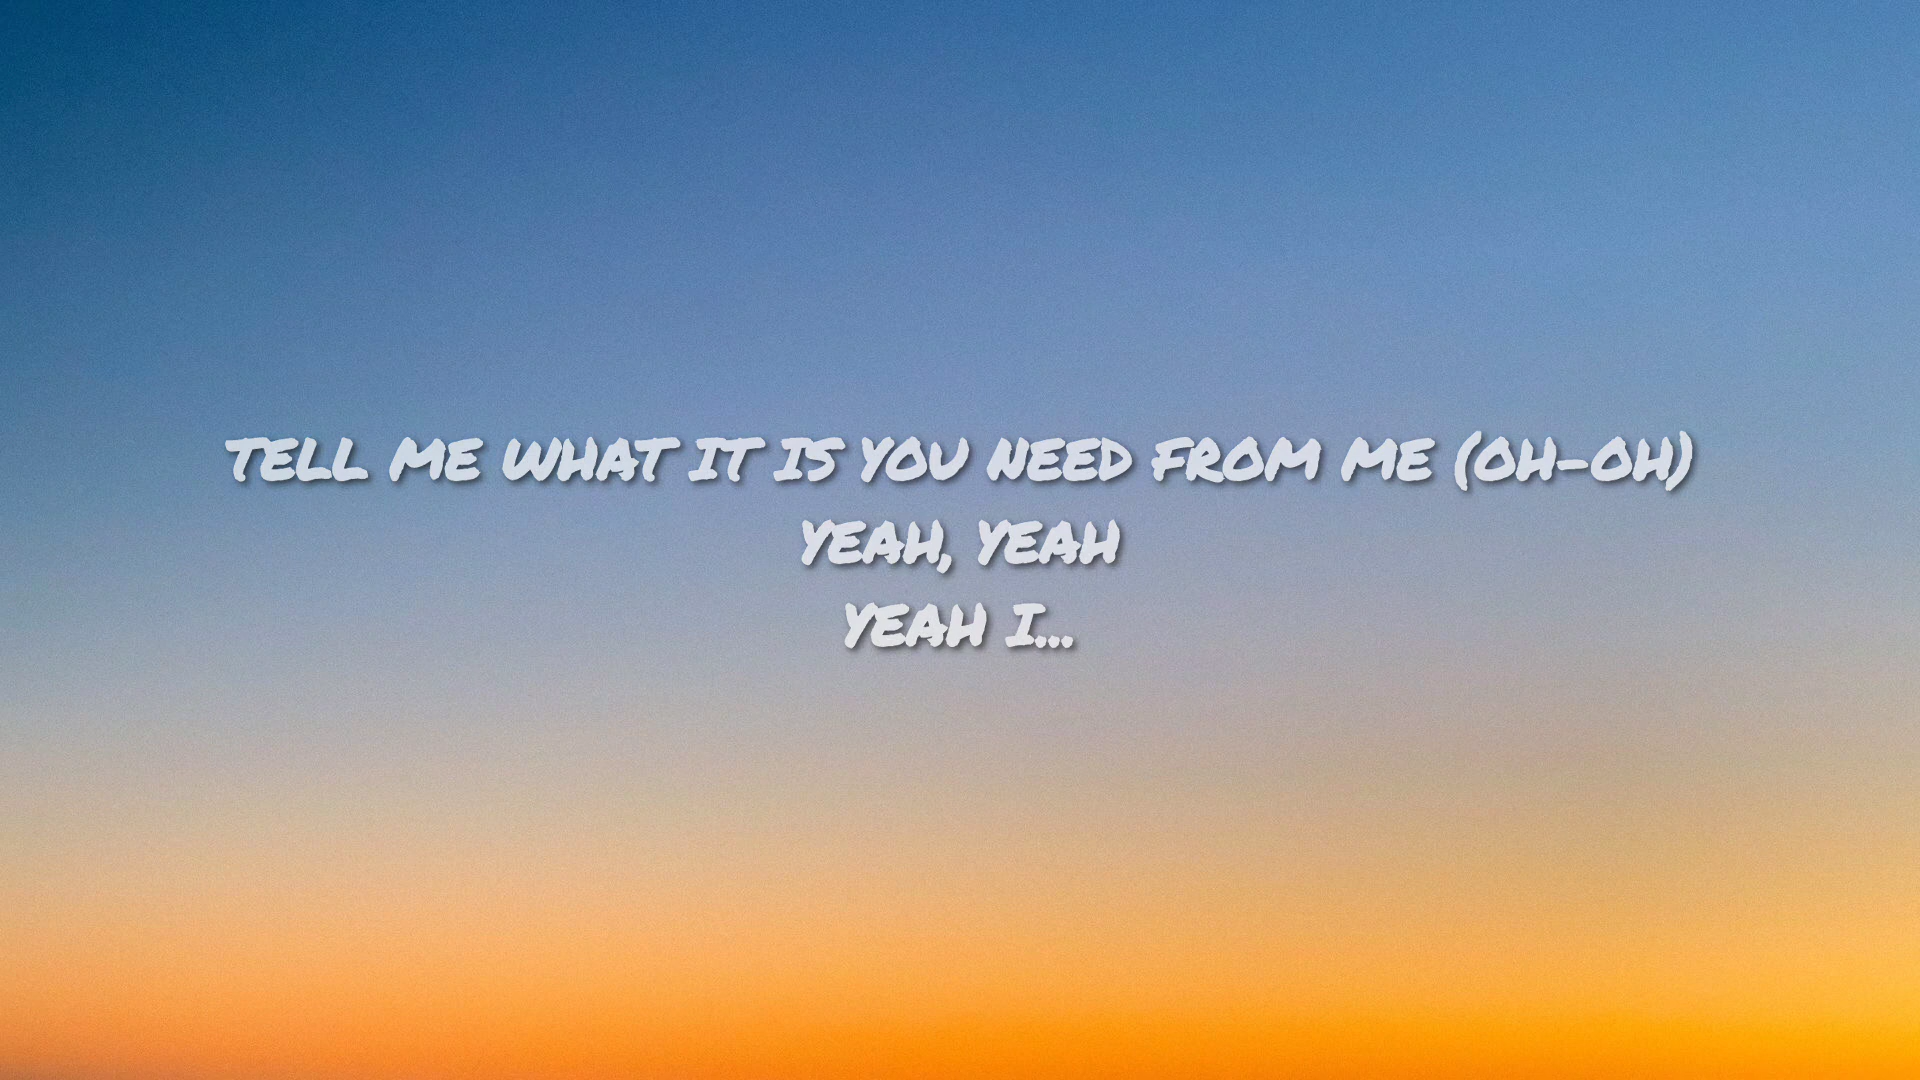 TELL ME WHAT IT IS YOU NEED FROM ME (OH-OH)
YEAH, YEAH
YEAH I...